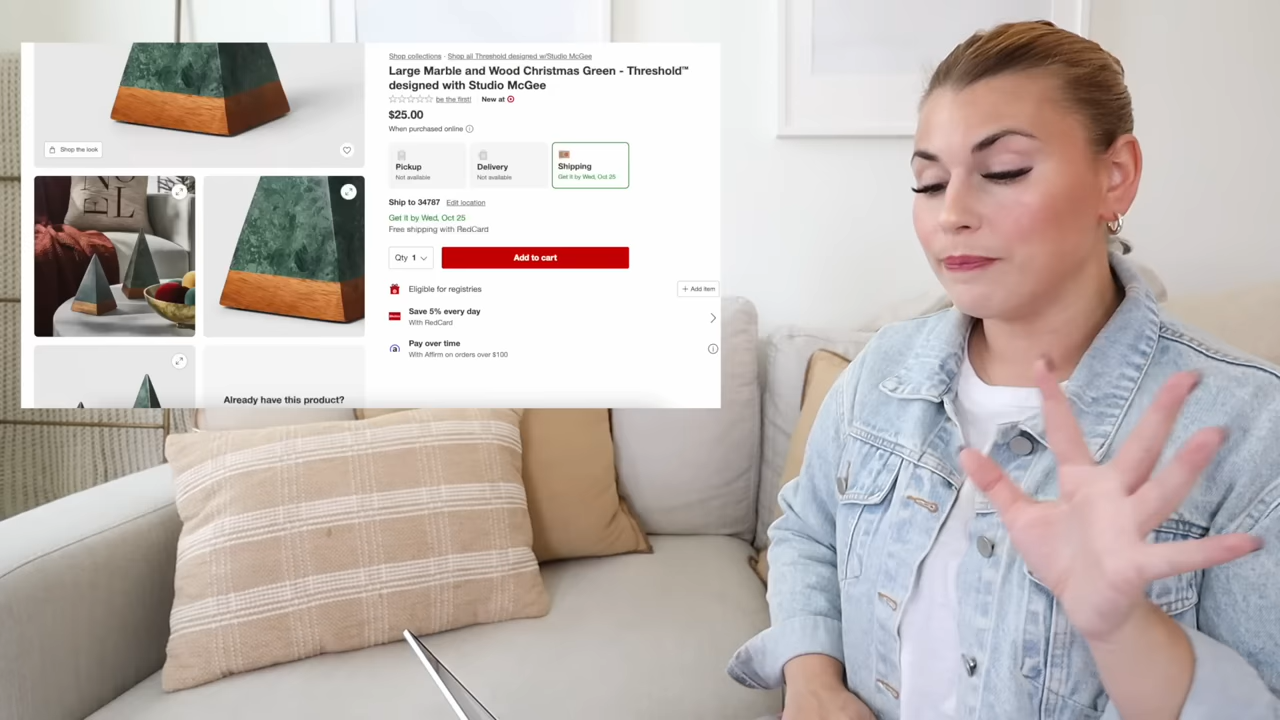 Shop the look
NO
EL
Already have this product?
Shop collections · Shop all Threshold designed w/Studio McGee
Large Marble and Wood Christmas Green - Threshold™
designed with Studio McGee
be the first!
New at
$25.00
When purchased online
Pickup
Not available
Delivery
Not available
Shipping
Get it by Wed, Oct 25
Ship to 34787 Edit location
Get it by Wed, Oct 25
Free shipping with RedCard
Qty 1
Add to cart
Eligible for registries
+ Add item
Save 5% every day
With RedCard
a
Pay over time
With Affirm on orders over $100